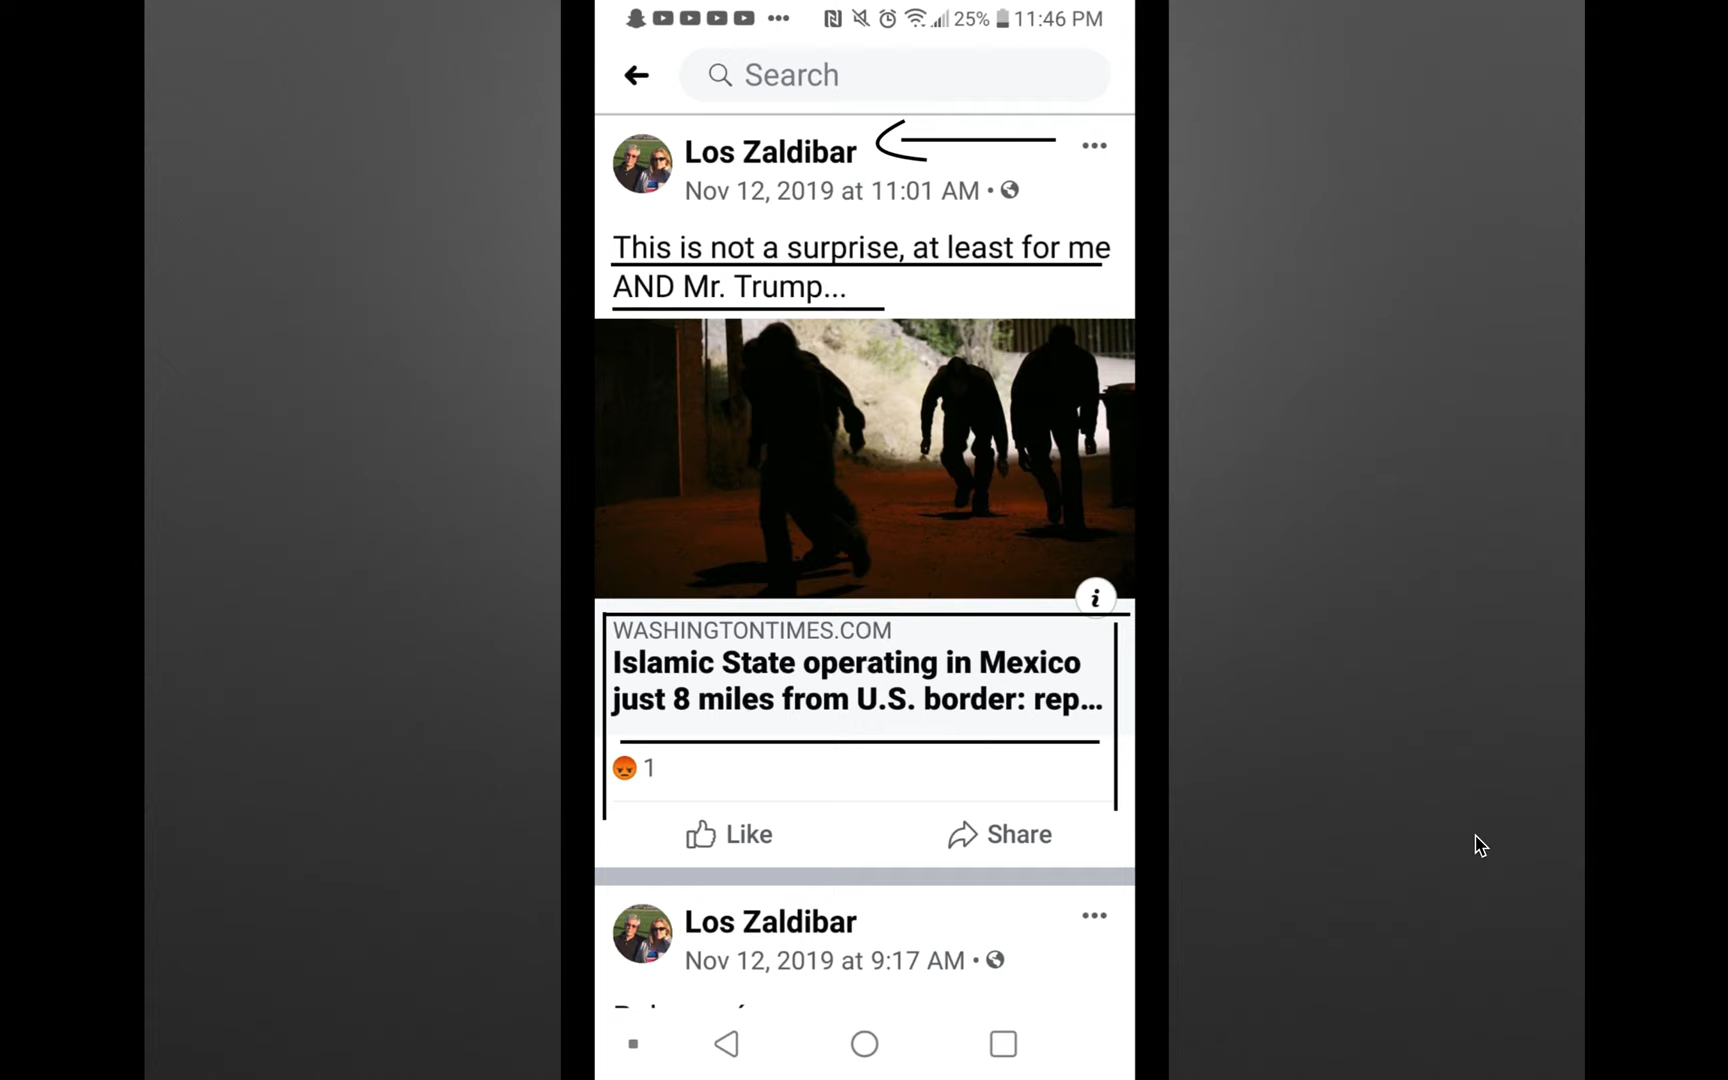 25% 11:46 PM
Search
Los Zaldibar
Nov 12, 2019 at 11:01 AM •
This is not a surprise, at least for me
AND Mr. Trump...
WASHINGTONTIMES.COM
Islamic State operating in Mexico
just 8 miles from U.S. border: rep...
1
Like Share
Los Zaldibar
Nov 12, 2019 at 9:17 AM •